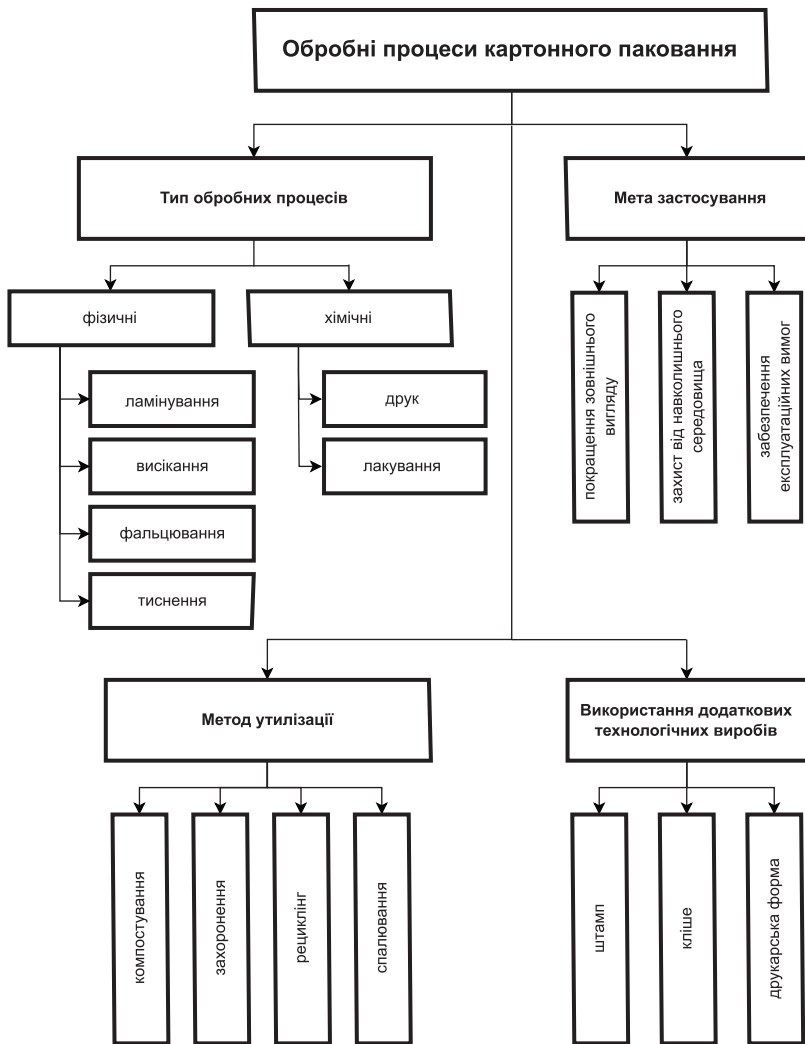 Обробні процеси картонного паковання
Тип обробних процесів
Мета застосування
фізичні
хімічні
ламінування
висікання
фальцювання
тиснення
друк
лакування
покращення зовнішнього
вигляду
захист від навколишнього
середовища
забезпечення
експлуатаційних вимог
Метод утилізації
Використання додаткових
технологічних виробів
компостування
захоронення
рециклінг
спалювання
штамп
кліше
друкарська форма